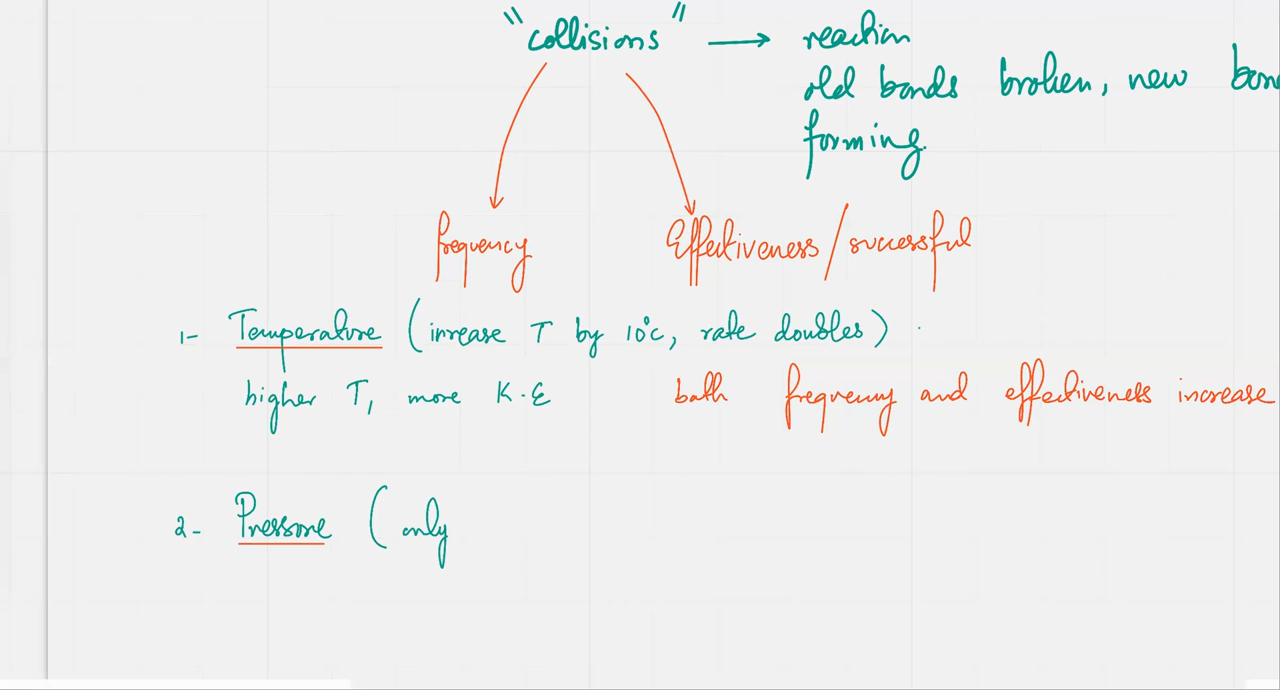 "collisions" → reaction
old bonds broken, new bond
forming.
frequency
Effectiveness/successful
1- Temperature (increase T by 10°c, rate doubles)
higher T, more K.E
both frequency and effectiveness increase
2- Pressure (only